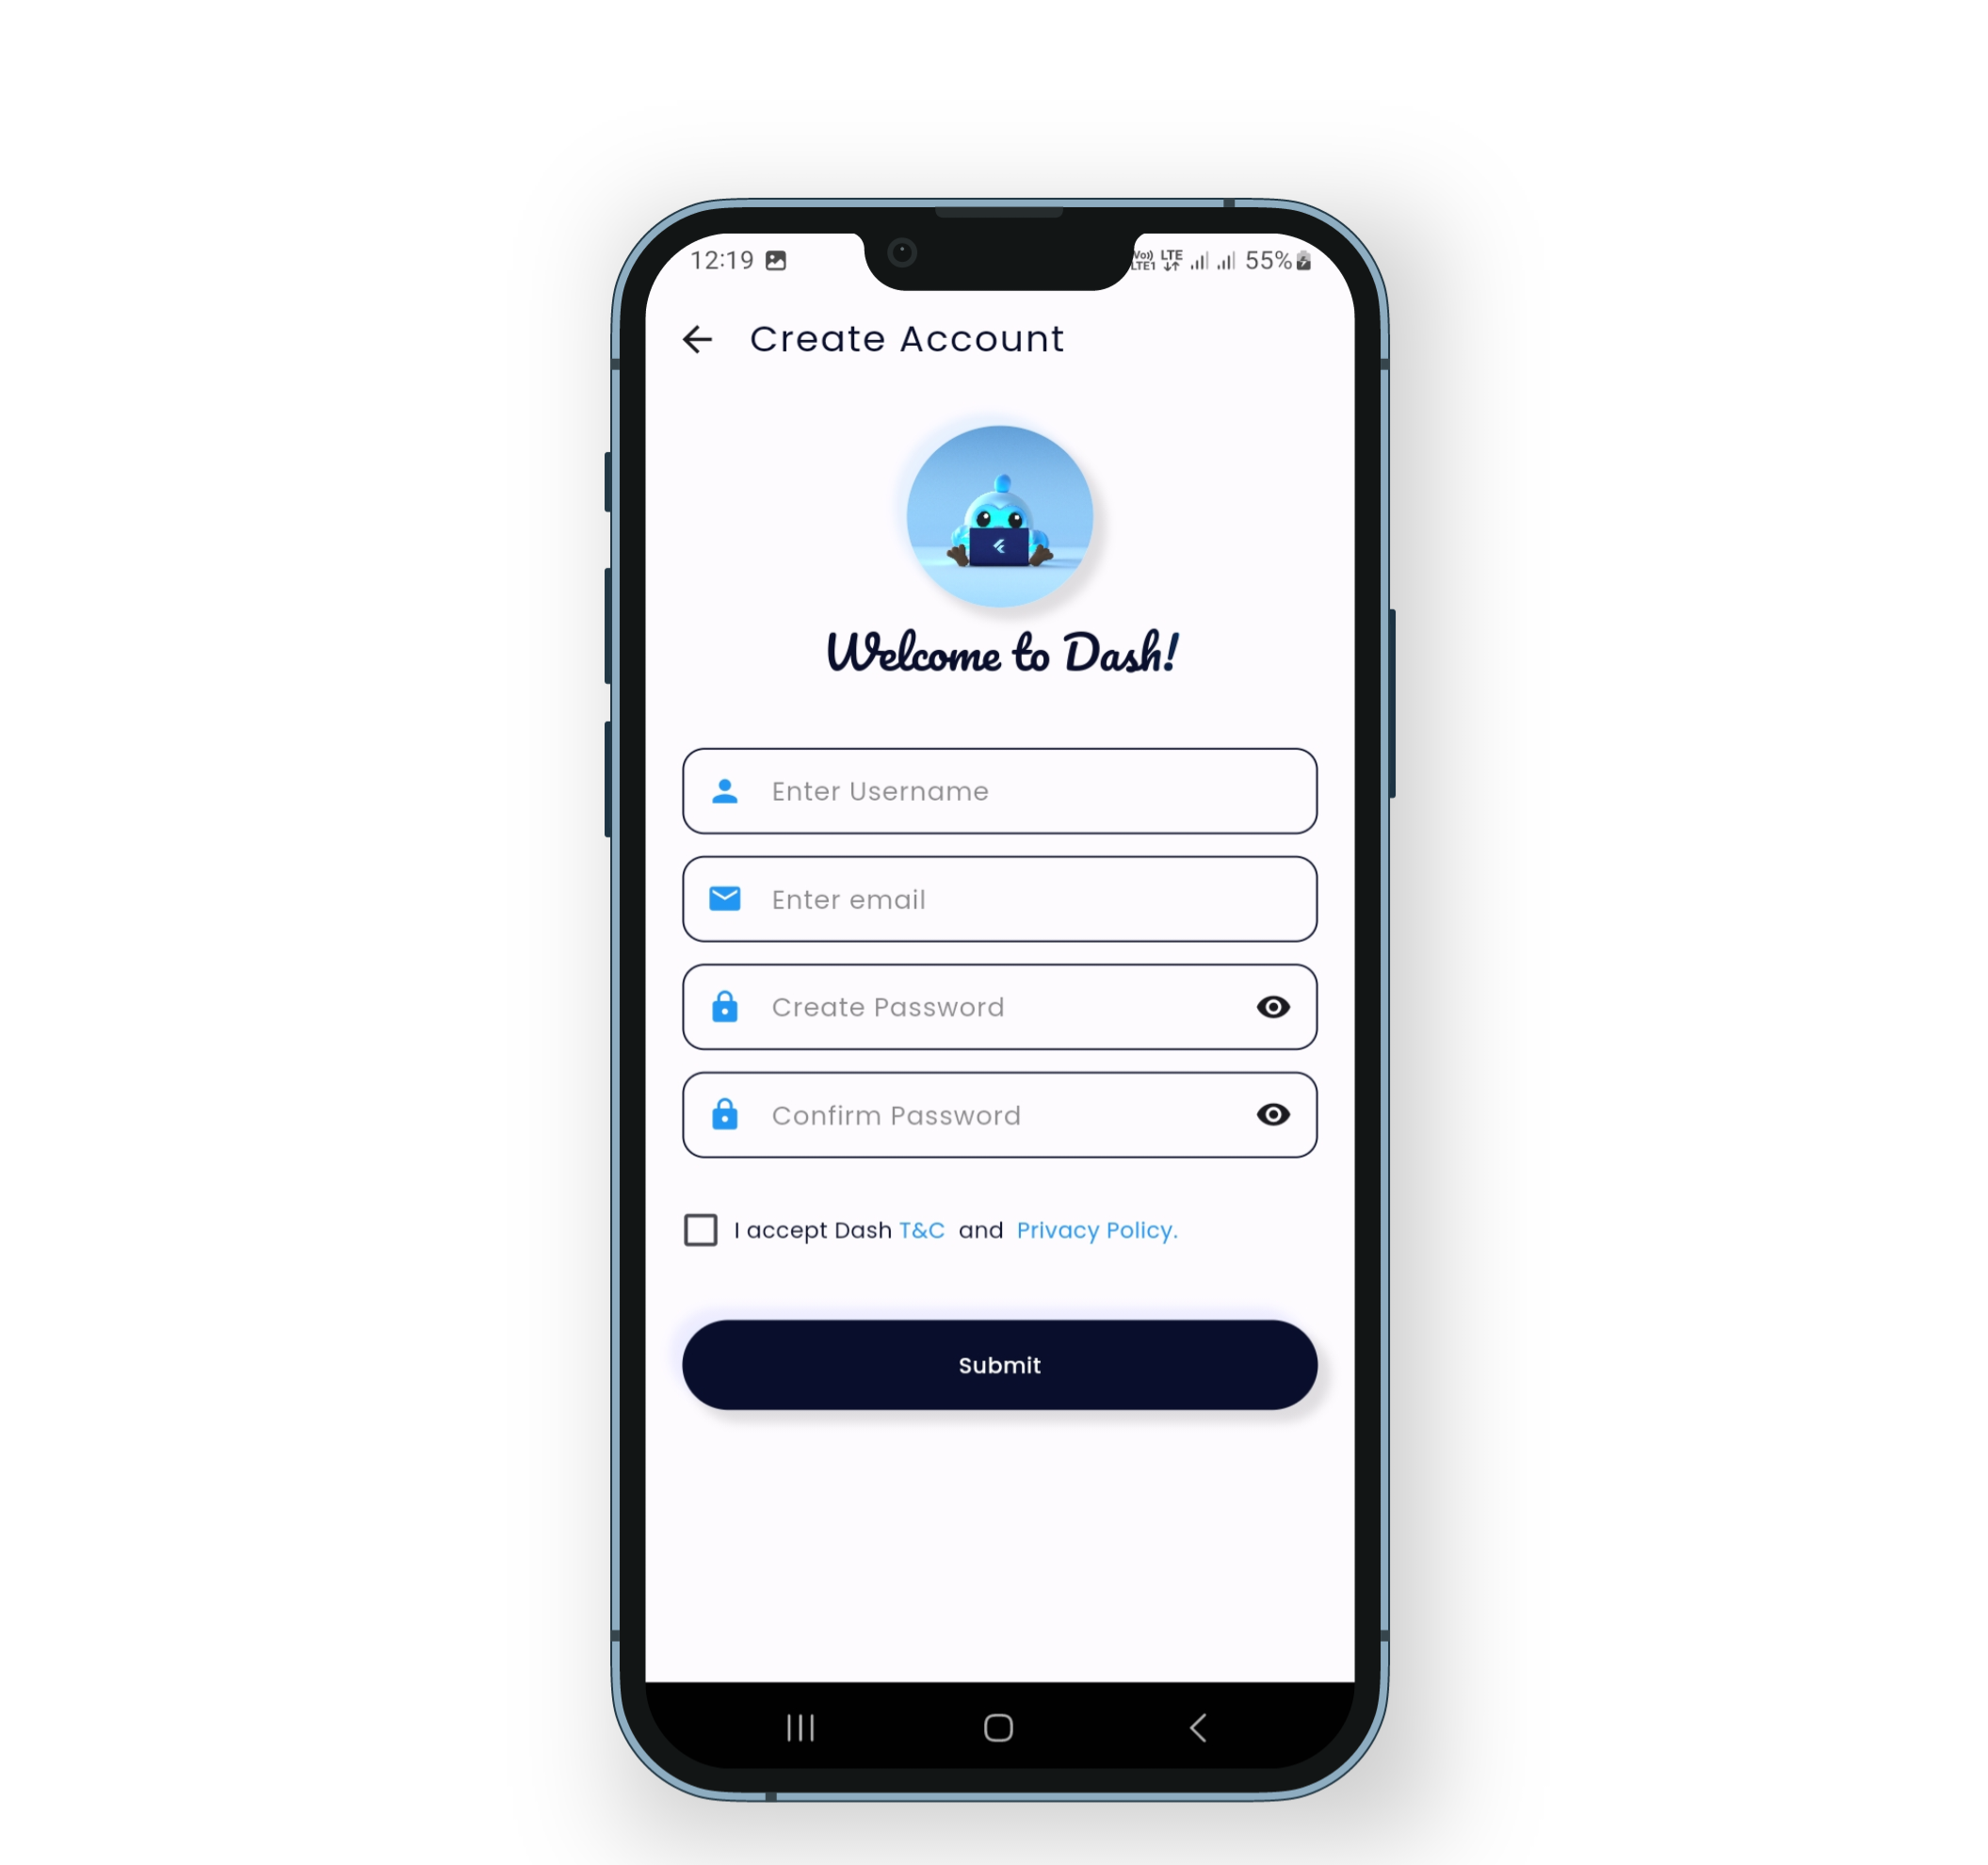 12:19 Vo)) LTE1 LTE 55%
Create Account
Welcome to Dash!
Enter Username
Enter email
Create Password
Confirm Password
I accept Dash T&C and Privacy Policy.
Submit